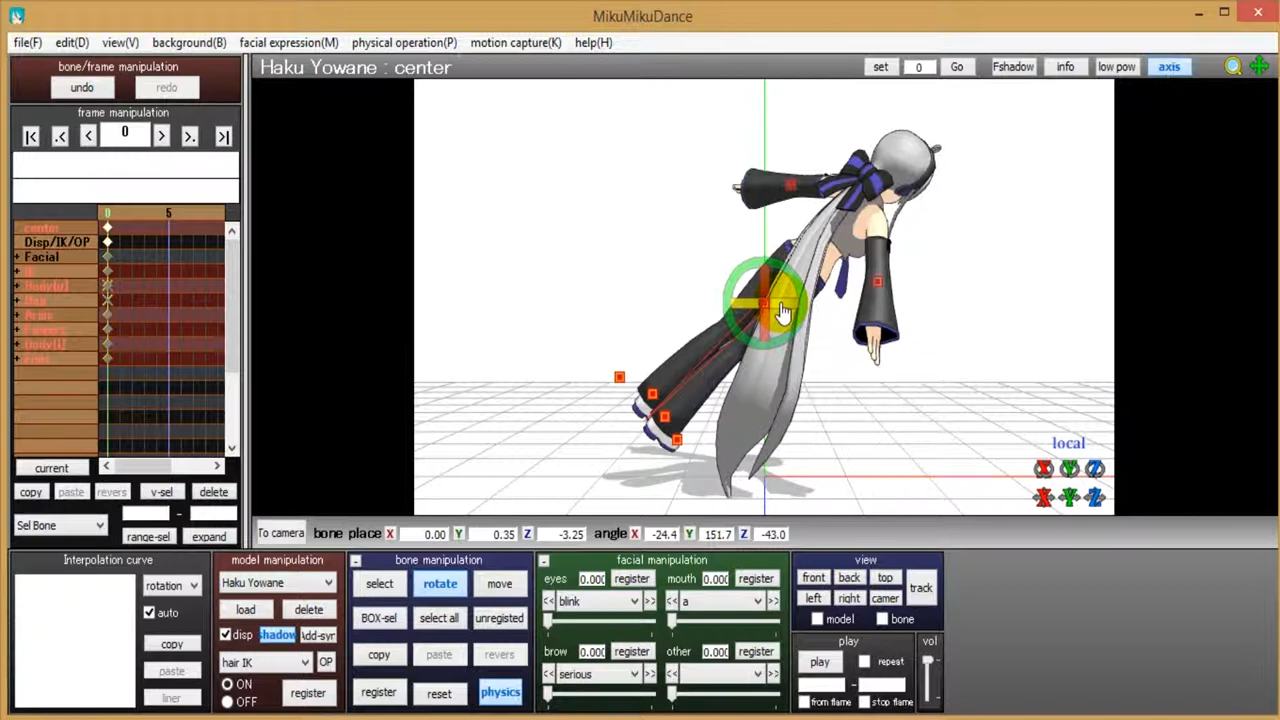 MikuMikuDance
file(F) edit(D) view(V) background(B) facial expression(M) physical operation(P) motion capture(K) help(H)
bone/frame manipulation
undo redo
frame manipulation
|< .< < 0 > >. >|
0 5
center
Disp/IK/OP
+ Facial
current < >
copy paste revers v-sel delete
Sel Bone -
range-sel expand
Haku Yowane : center
set 0 Go Fshadow info low pow axis
local
X Y Z
X Y Z
To camera bone place X 0.00 Y 0.35 Z -3.25 angle X -24.4 Y 151.7 Z -43.0
Interpolation curve
rotation
auto
copy
paste
liner
model manipulation
Haku Yowane
load delete
disp shadow Add-syn
hair IK OP
ON
OFF
register
- bone manipulation
select rotate move
BOX-sel select all unregisted
copy paste revers
register reset physics
- facial manipulation
eyes 0.000 register mouth 0.000 register
<< blink >> << a >>
brow 0.000 register other 0.000 register
<< serious >> << >>
view
front back top
left right camer
track
model bone
play
play repeat
-
from flame stop flame
vol